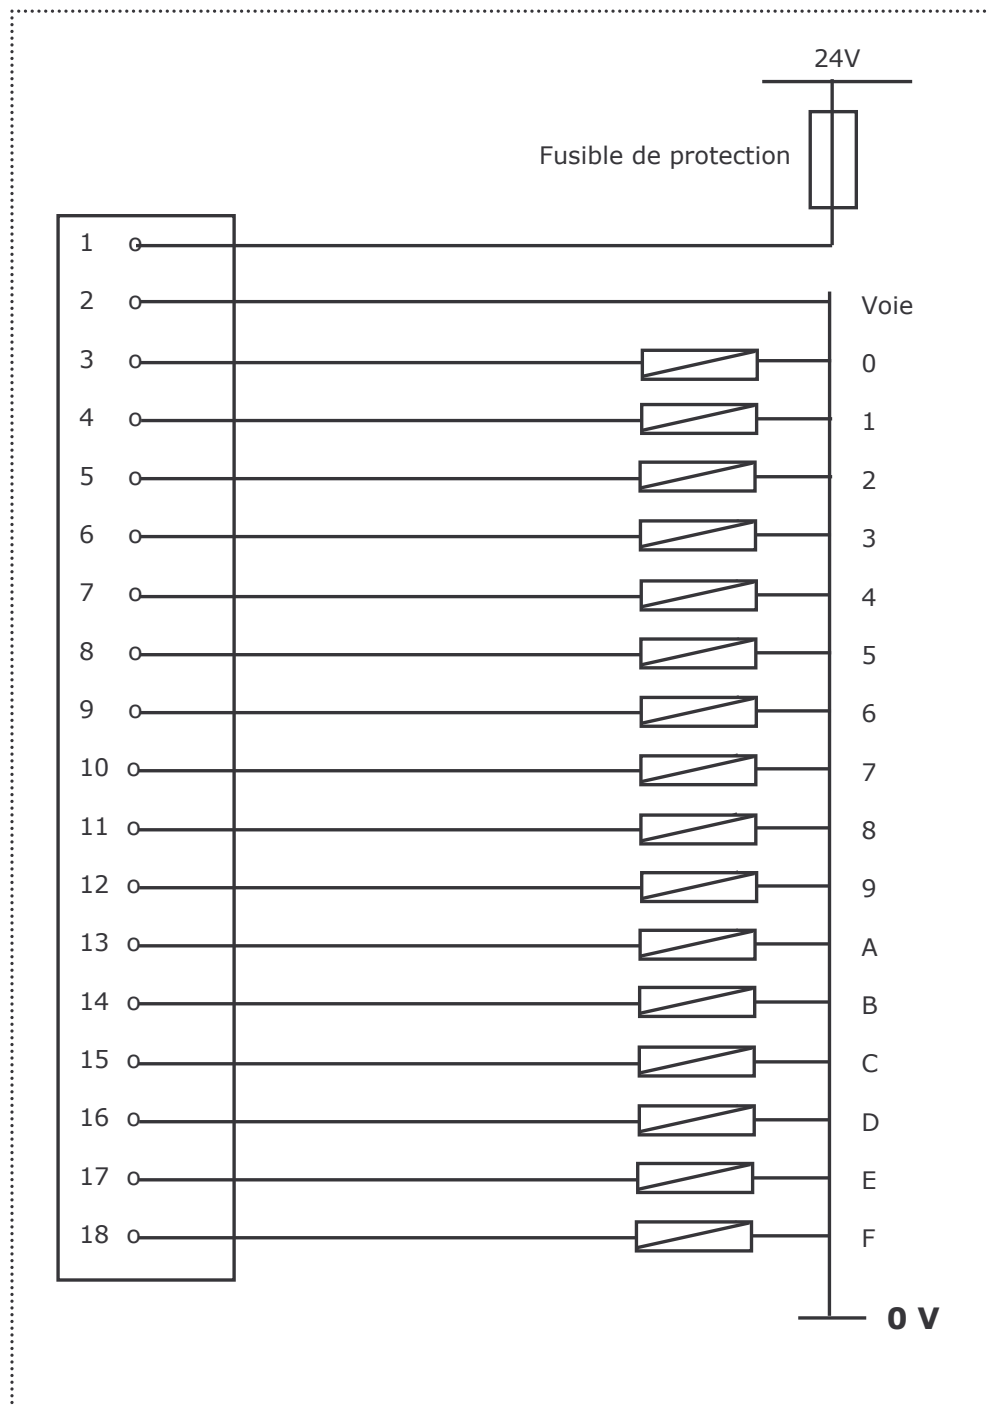 24V
Fusible de protection
1 o
2 o Voie
3 o 0
4 o 1
5 o 2
6 o 3
7 o 4
8 o 5
9 o 6
10 o 7
11 o 8
12 o 9
13 o A
14 o B
15 o C
16 o D
17 o E
18 o F
0 V